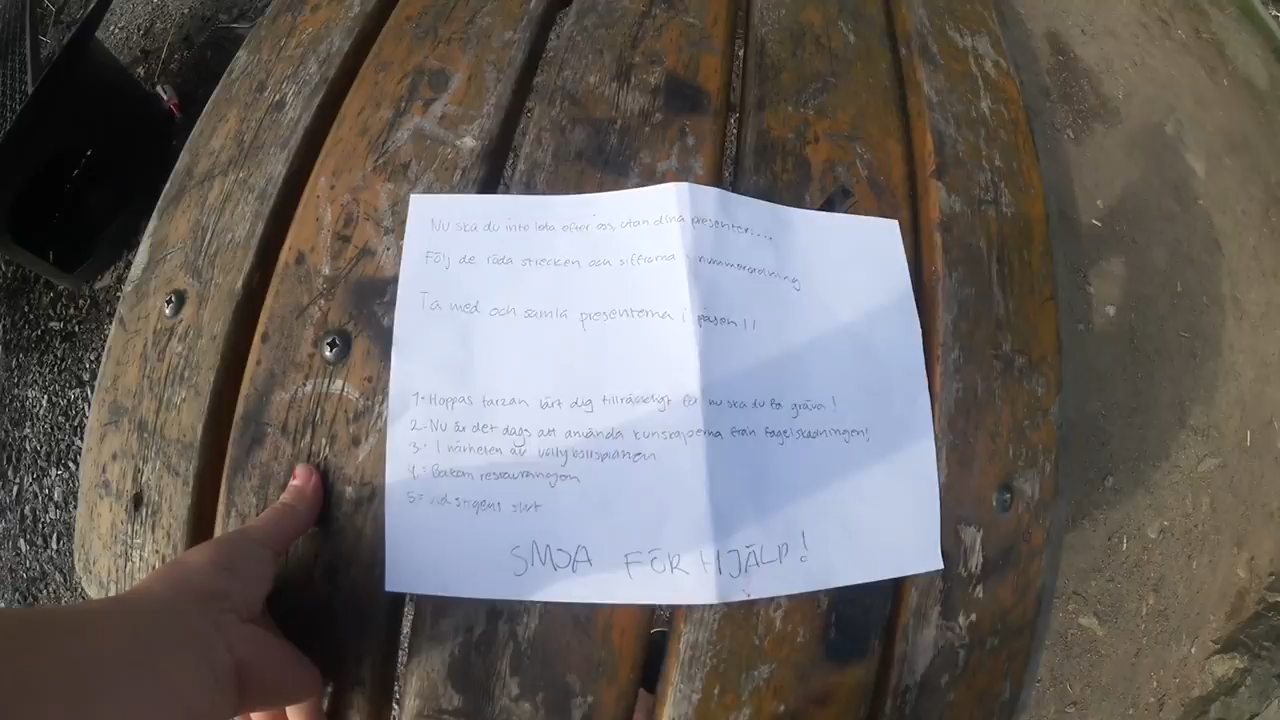 Nu ska du inte leta efter oss, utan dina presenter....
Följ de röda strecken och siffrorna i nummerordning
Ta med och samla presenterna i påsen!!
1. Hoppas tarzan lärt dig tillräckligt för nu ska du få gräva!
2. Nu är det dags att använda kunskaperna från fågelskådningen!
3. I närheten av vollybollsplanen
4. Bakom restaurangen
5. vid stigens slut
SMSA FÖR HJÄLP!